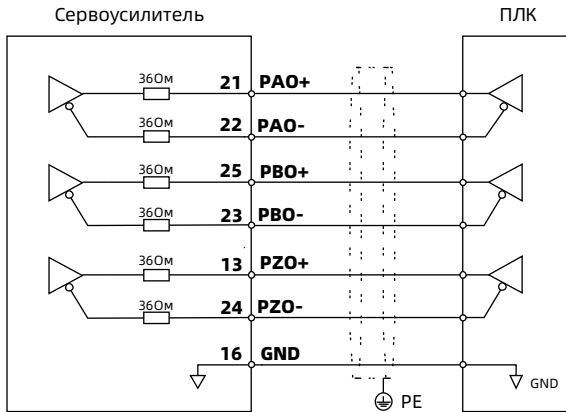 Сервоусилитель ПЛК
36Ом 21 PAO+
36Ом 22 PAO-
36Ом 25 PBO+
36Ом 23 PBO-
36Ом 13 PZO+
36Ом 24 PZO-
16 GND
GND
PE